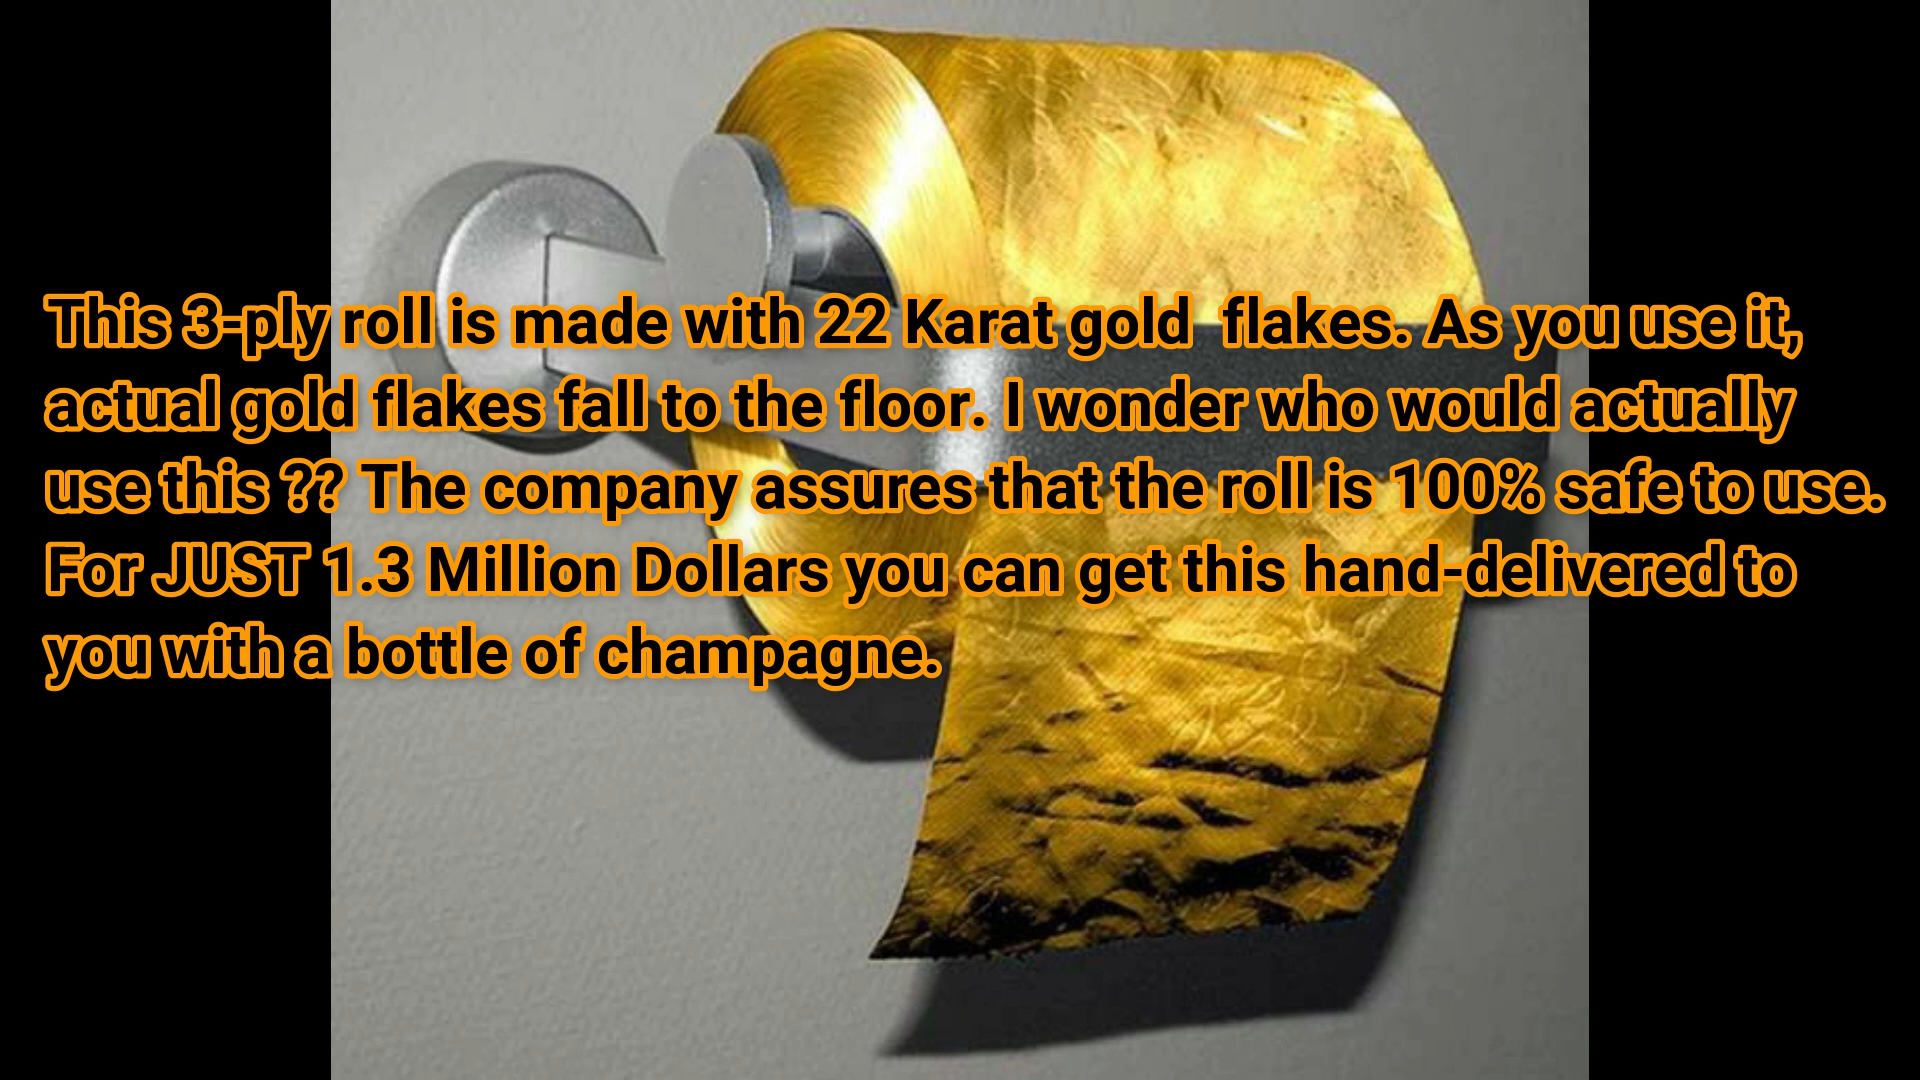 This 3-ply roll is made with 22 Karat gold  flakes. As you use it,
actual gold flakes fall to the floor. I wonder who would actually
use this ?? The company assures that the roll is 100% safe to use.
For JUST 1.3 Million Dollars you can get this hand-delivered to
you with a bottle of champagne.